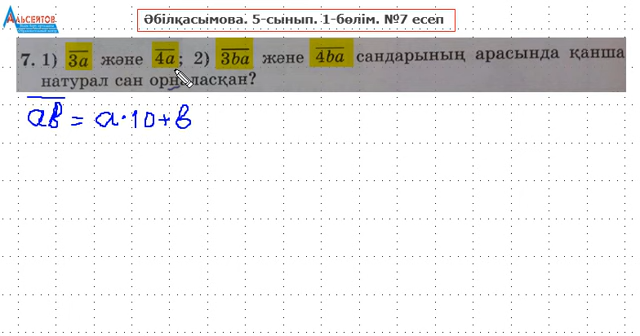 Әбілқасымова. 5-сынып. 1-бөлім. №7 есеп
7. 1) 3a және 4a; 2) 3ba және 4ba сандарының арасында қанша
натурал сан орналасқан?
ab = a·10+b